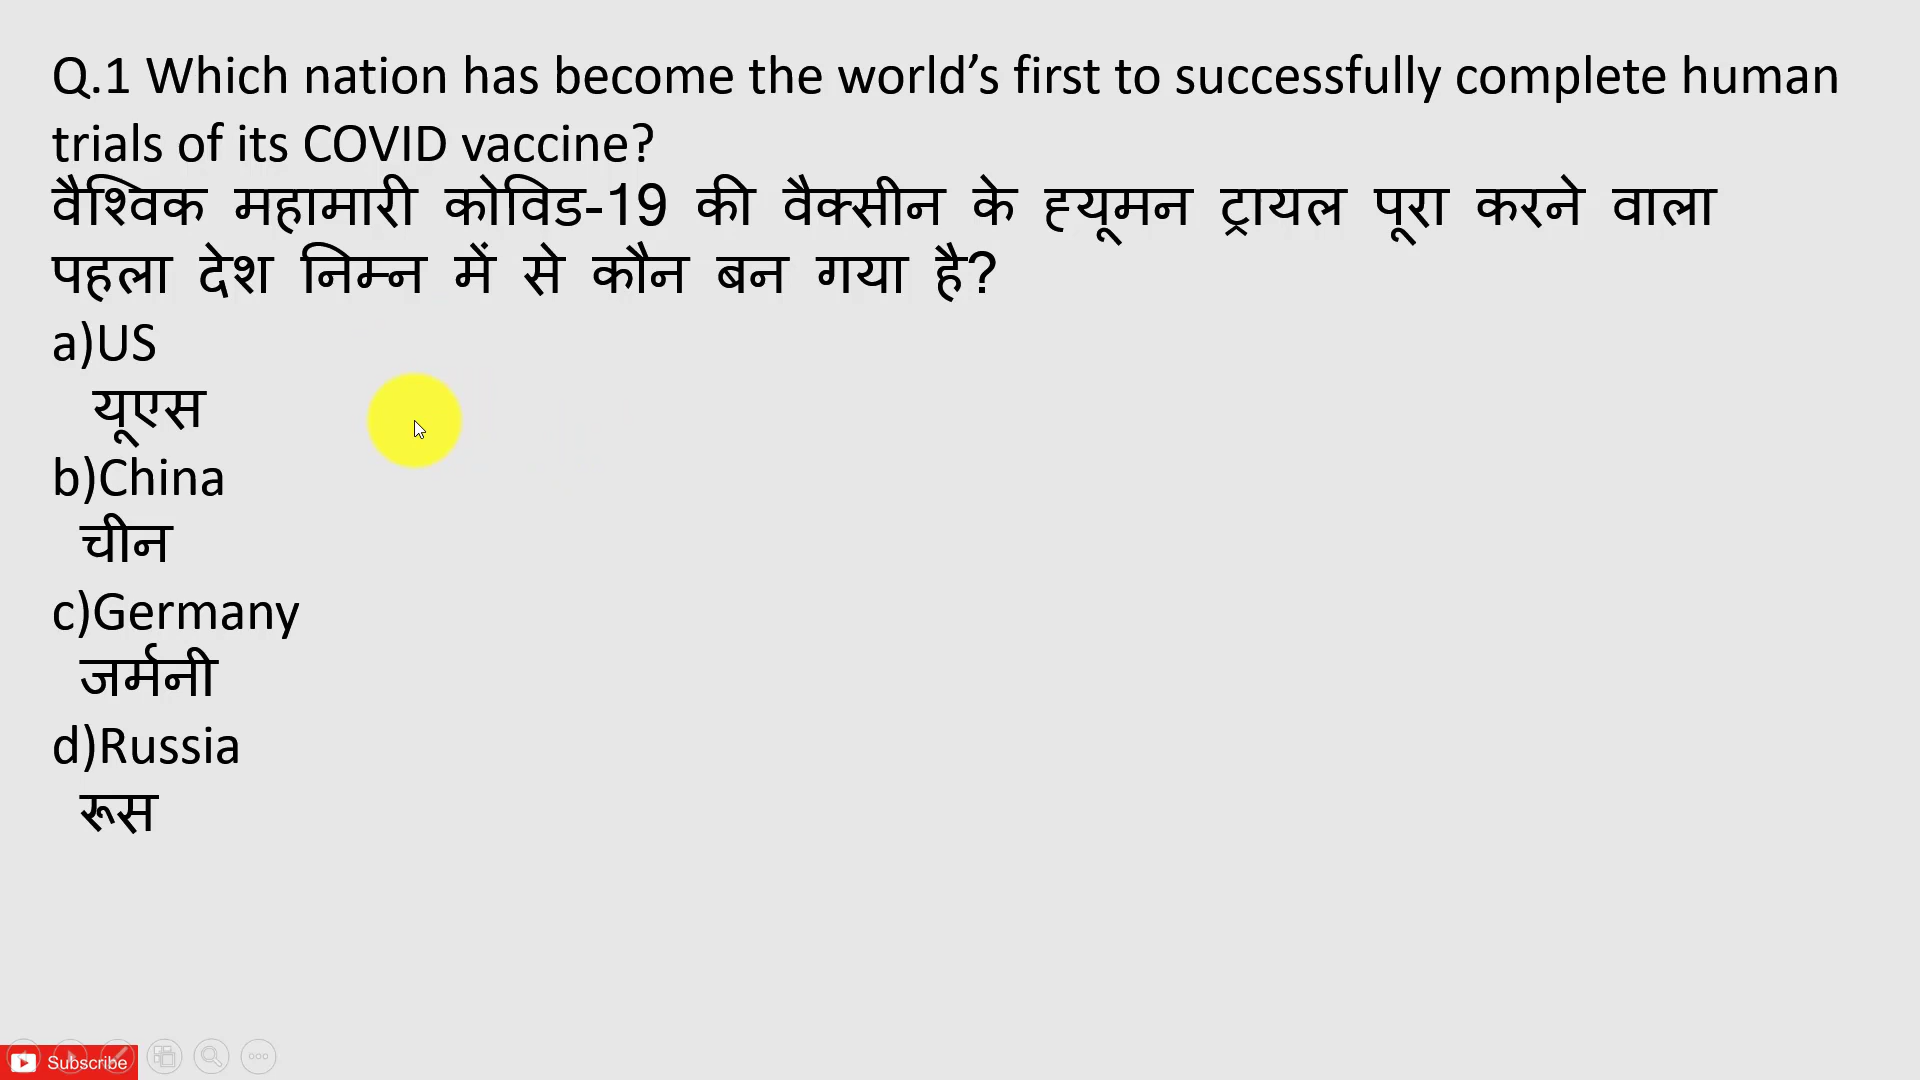 Q.1 Which nation has become the world’s first to successfully complete human
trials of its COVID vaccine?
वैश्विक महामारी कोविड-19 की वैक्सीन के ह्यूमन ट्रायल पूरा करने वाला
पहला देश निम्न में से कौन बन गया है?
a)US
यूएस
b)China
चीन
c)Germany
जर्मनी
d)Russia
रूस
Subscribe